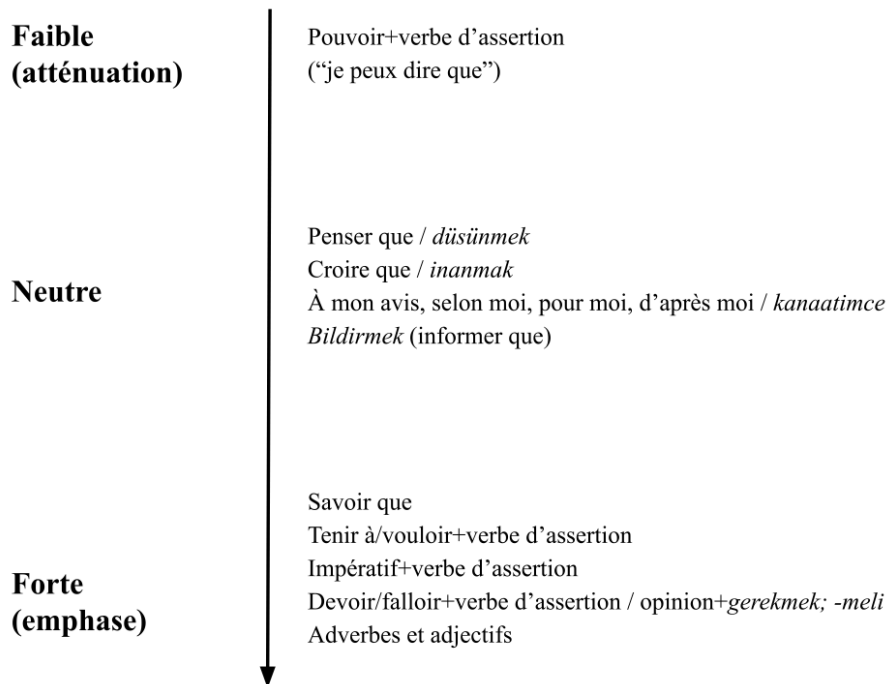 Faible
(atténuation)
Pouvoir+verbe d’assertion
(“je peux dire que”)
Neutre
Penser que / düsünmek
Croire que / inanmak
À mon avis, selon moi, pour moi, d’après moi / kanaatimce
Bildirmek (informer que)
Forte
(emphase)
Savoir que
Tenir à/vouloir+verbe d’assertion
Impératif+verbe d’assertion
Devoir/falloir+verbe d’assertion / opinion+gerekmek; -meli
Adverbes et adjectifs